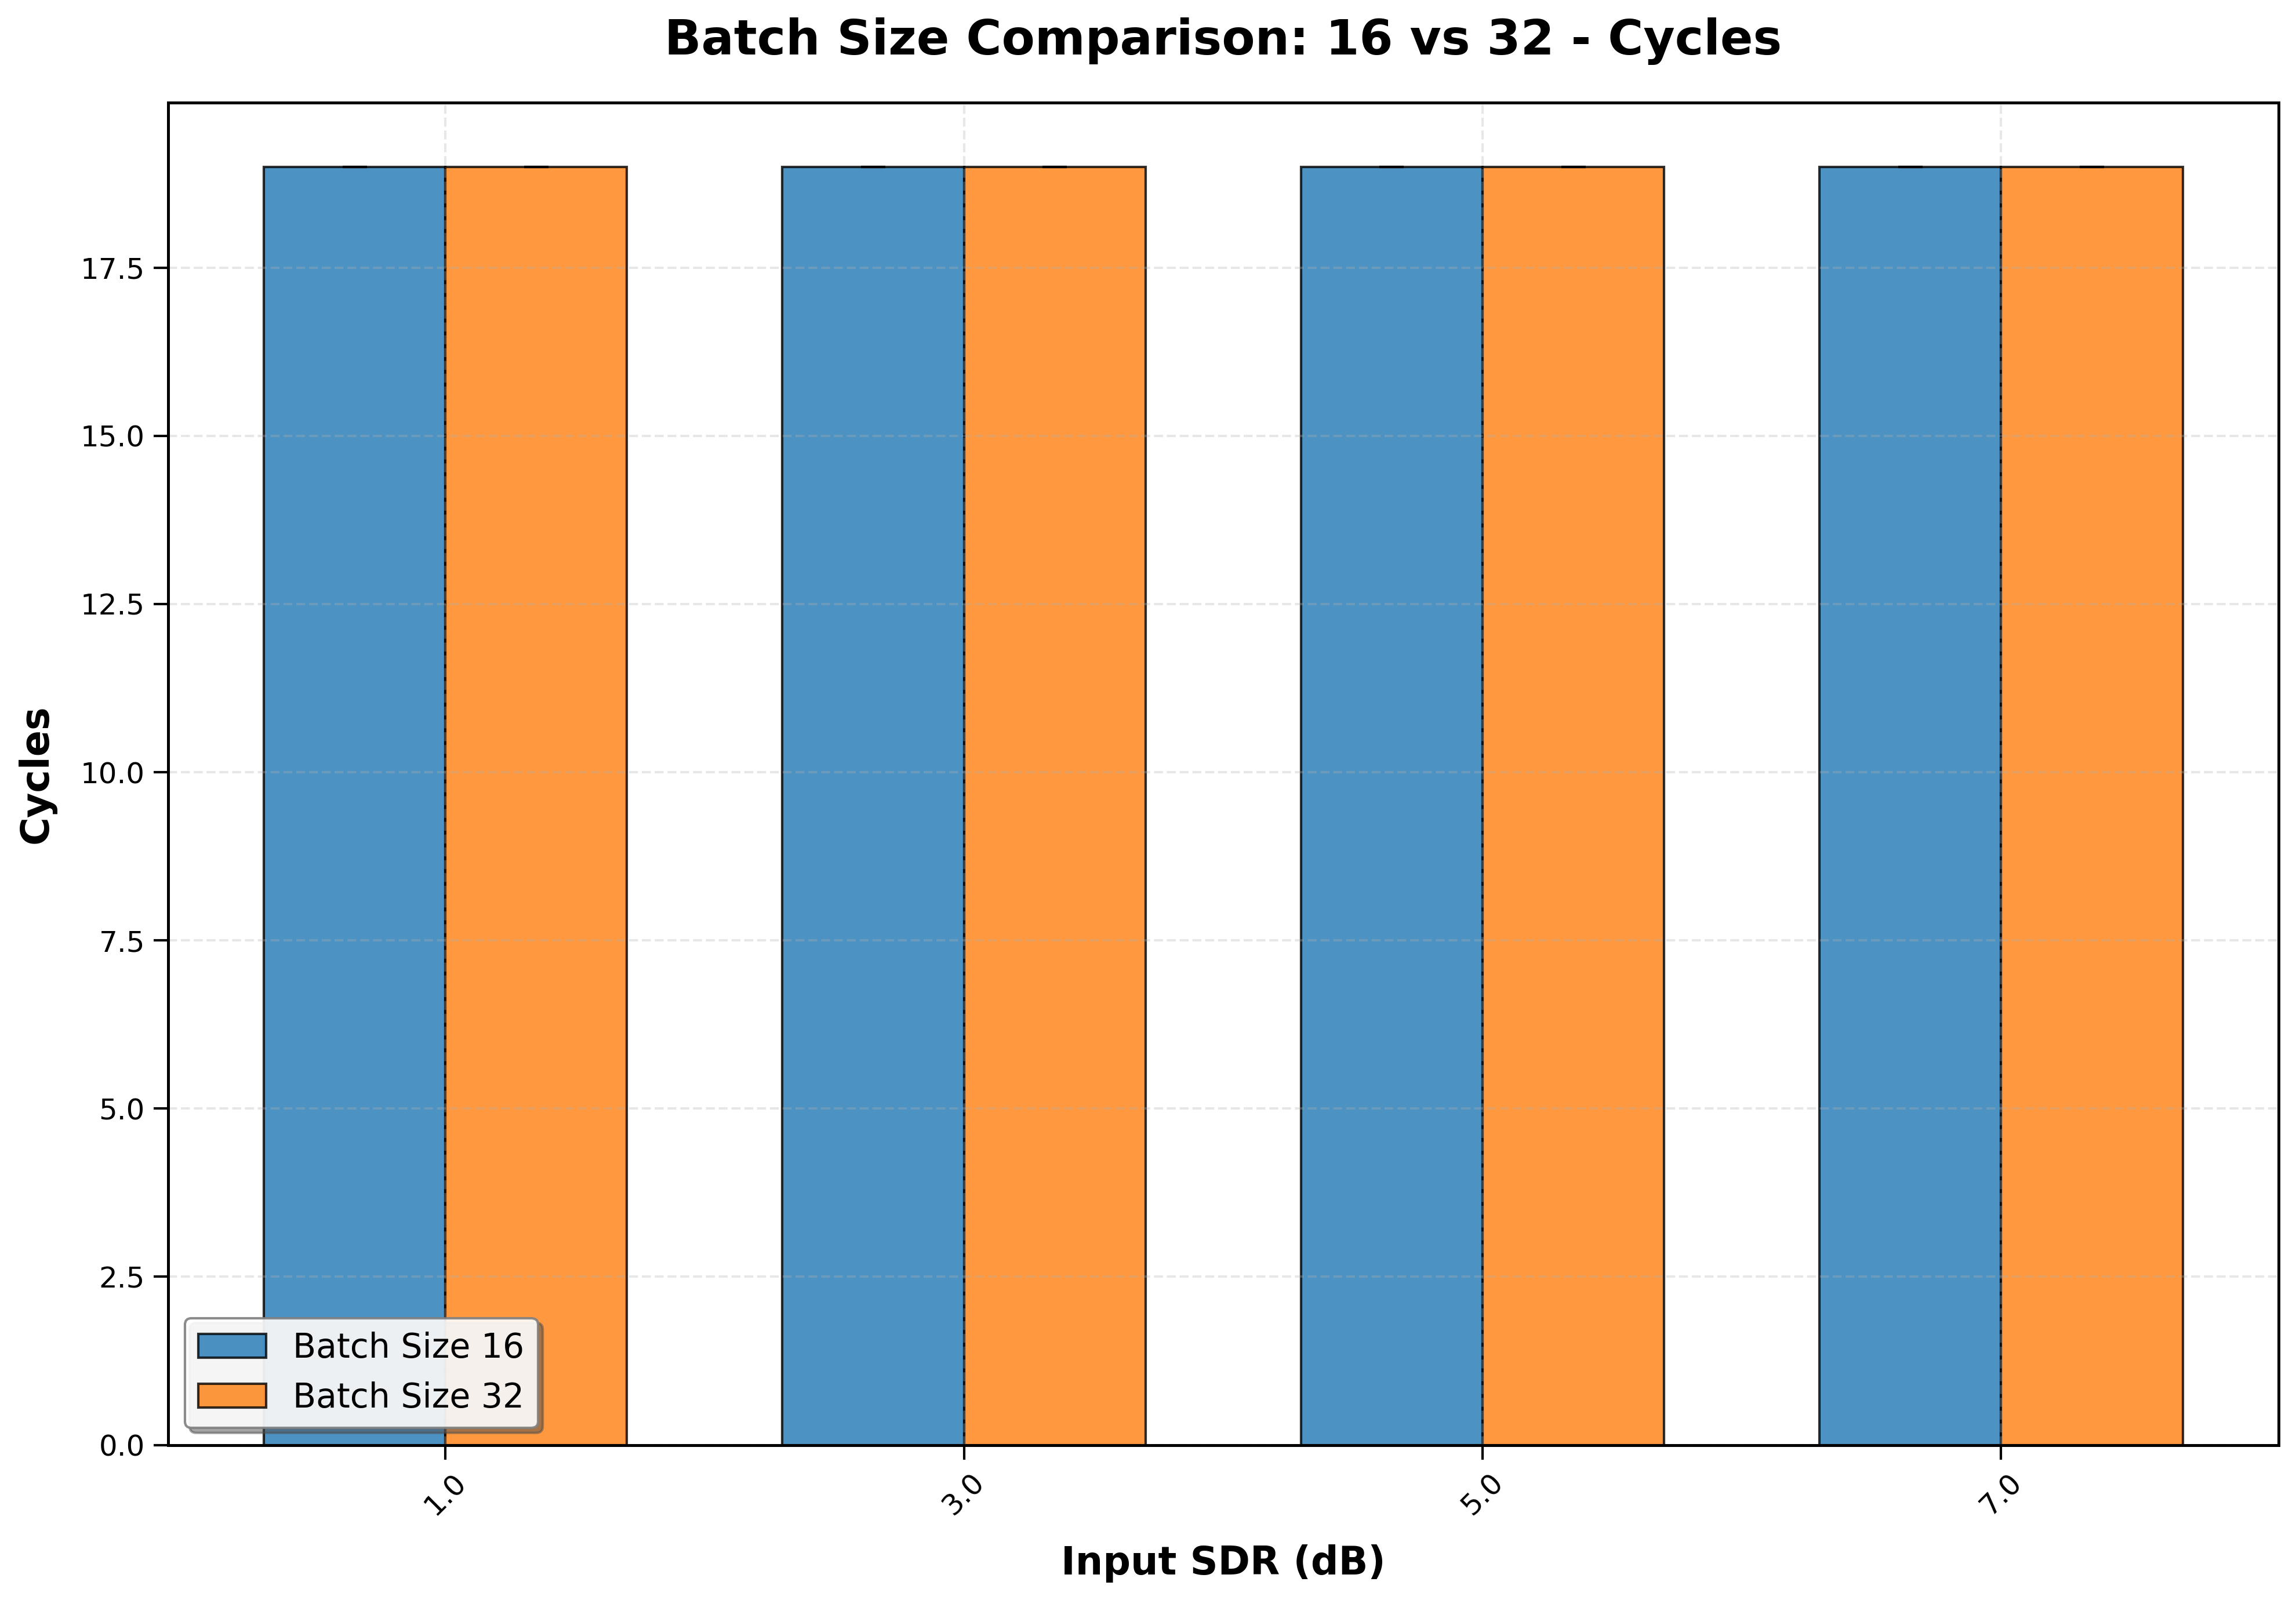 Batch Size Comparison: 16 vs 32 - Cycles
17.5
15.0
12.5
10.0
7.5
5.0
2.5
0.0
Cycles
Batch Size 16
Batch Size 32
1.0 3.0 5.0 7.0
Input SDR (dB)